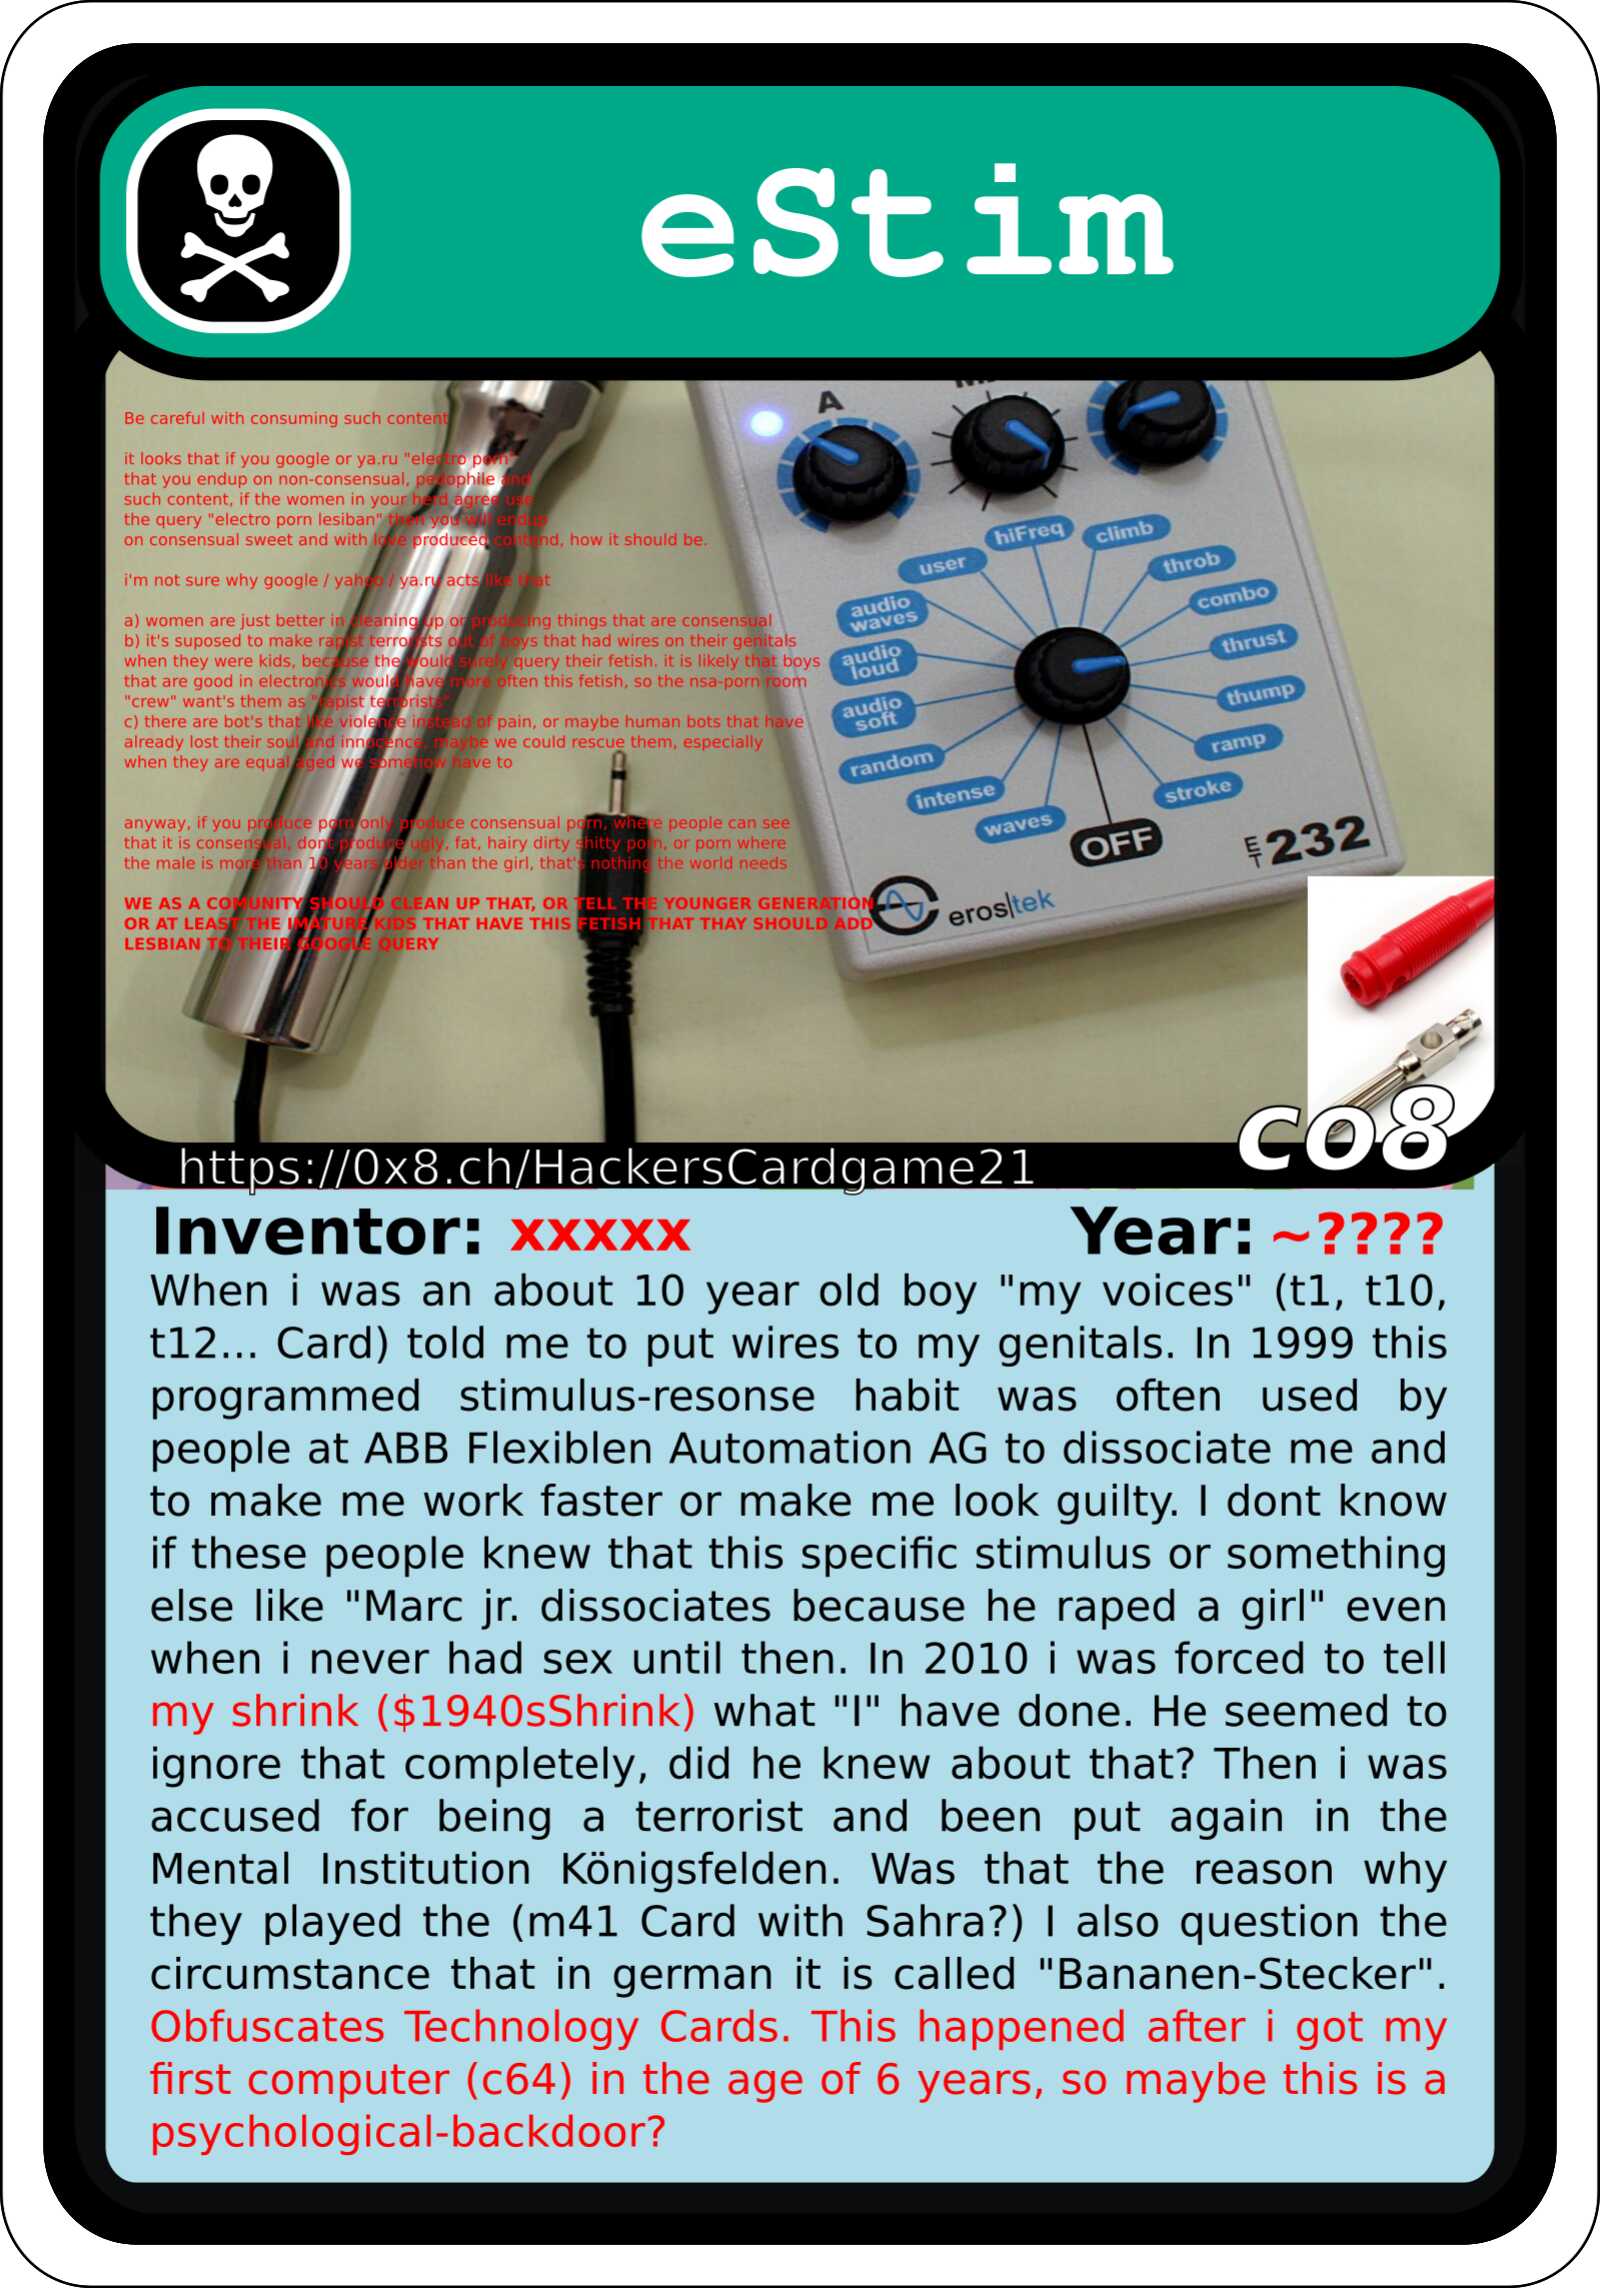 eStim
Be careful with consuming such content
it looks that if you google or ya.ru "electro porn"
that you endup on non-consensual, pedophile and
such content, if the women in your herd agree use
the query "electro porn lesiban" then you will endup
on consensual sweet and with love produced contend, how it should be.
i'm not sure why google / yahoo / ya.ru acts like that
a) women are just better in cleaning up or producing things that are consensual
b) it's suposed to make rapist terrorists out of boys that had wires on their genitals
when they were kids, because the would surely query their fetish. it is likely that boys
that are good in electronics would have more often this fetish, so the nsa-porn room
"crew" want's them as "rapist terrorists"
c) there are bot's that like violence instead of pain, or maybe human bots that have
already lost their soul and innocence, maybe we could rescue them, especially
when they are equal aged we somehow have to
anyway, if you produce porn only produce consensual porn, where people can see
that it is consensual, dont produce ugly, fat, hairy dirty shitty porn, or porn where
the male is more than 10 years older than the girl, that's nothing the world needs
WE AS A COMUNITY SHOULD CLEAN UP THAT, OR TELL THE YOUNGER GENERATION
OR AT LEAST THE IMATURE KIDS THAT HAVE THIS FETISH THAT THAY SHOULD ADD
LESBIAN TO THEIR GOOGLE QUERY
A
hiFreq
climb
user
throb
audio
waves
combo
audio
loud
thrust
audio
soft
thump
random
ramp
intense
stroke
waves
OFF
ET232
eros|tek
co8
https://0x8.ch/HackersCardgame21
Inventor: xxxxx Year: ~????
When i was an about 10 year old boy "my voices" (t1, t10,
t12... Card) told me to put wires to my genitals. In 1999 this
programmed stimulus-resonse habit was often used by
people at ABB Flexiblen Automation AG to dissociate me and
to make me work faster or make me look guilty. I dont know
if these people knew that this specific stimulus or something
else like "Marc jr. dissociates because he raped a girl" even
when i never had sex until then. In 2010 i was forced to tell
my shrink ($1940sShrink) what "I" have done. He seemed to
ignore that completely, did he knew about that? Then i was
accused for being a terrorist and been put again in the
Mental Institution Königsfelden. Was that the reason why
they played the (m41 Card with Sahra?) I also question the
circumstance that in german it is called "Bananen-Stecker".
Obfuscates Technology Cards. This happened after i got my
first computer (c64) in the age of 6 years, so maybe this is a
psychological-backdoor?